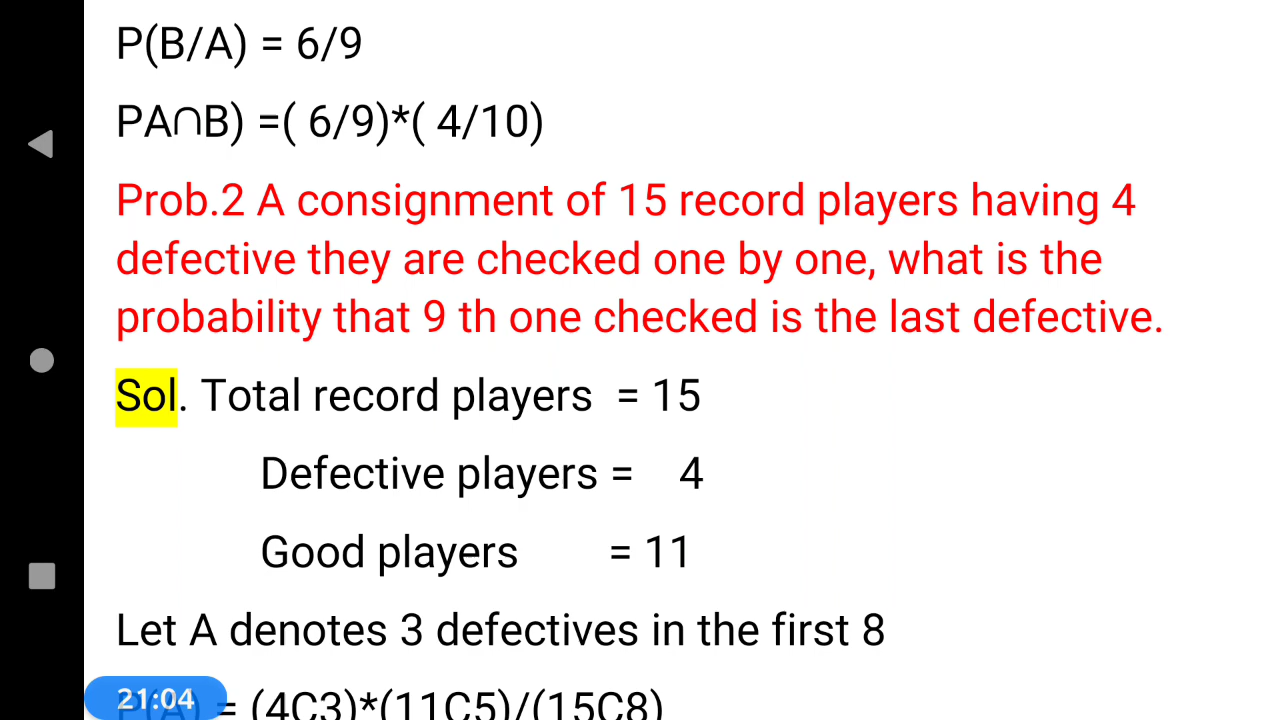 P(B/A) = 6/9
PA∩B) =( 6/9)*( 4/10)
Prob.2 A consignment of 15 record players having 4
defective they are checked one by one, what is the
probability that 9 th one checked is the last defective.
Sol. Total record players = 15
Defective players = 4
Good players = 11
Let A denotes 3 defectives in the first 8
P(A) = (4C3)*(11C5)/(15C8)
21:04